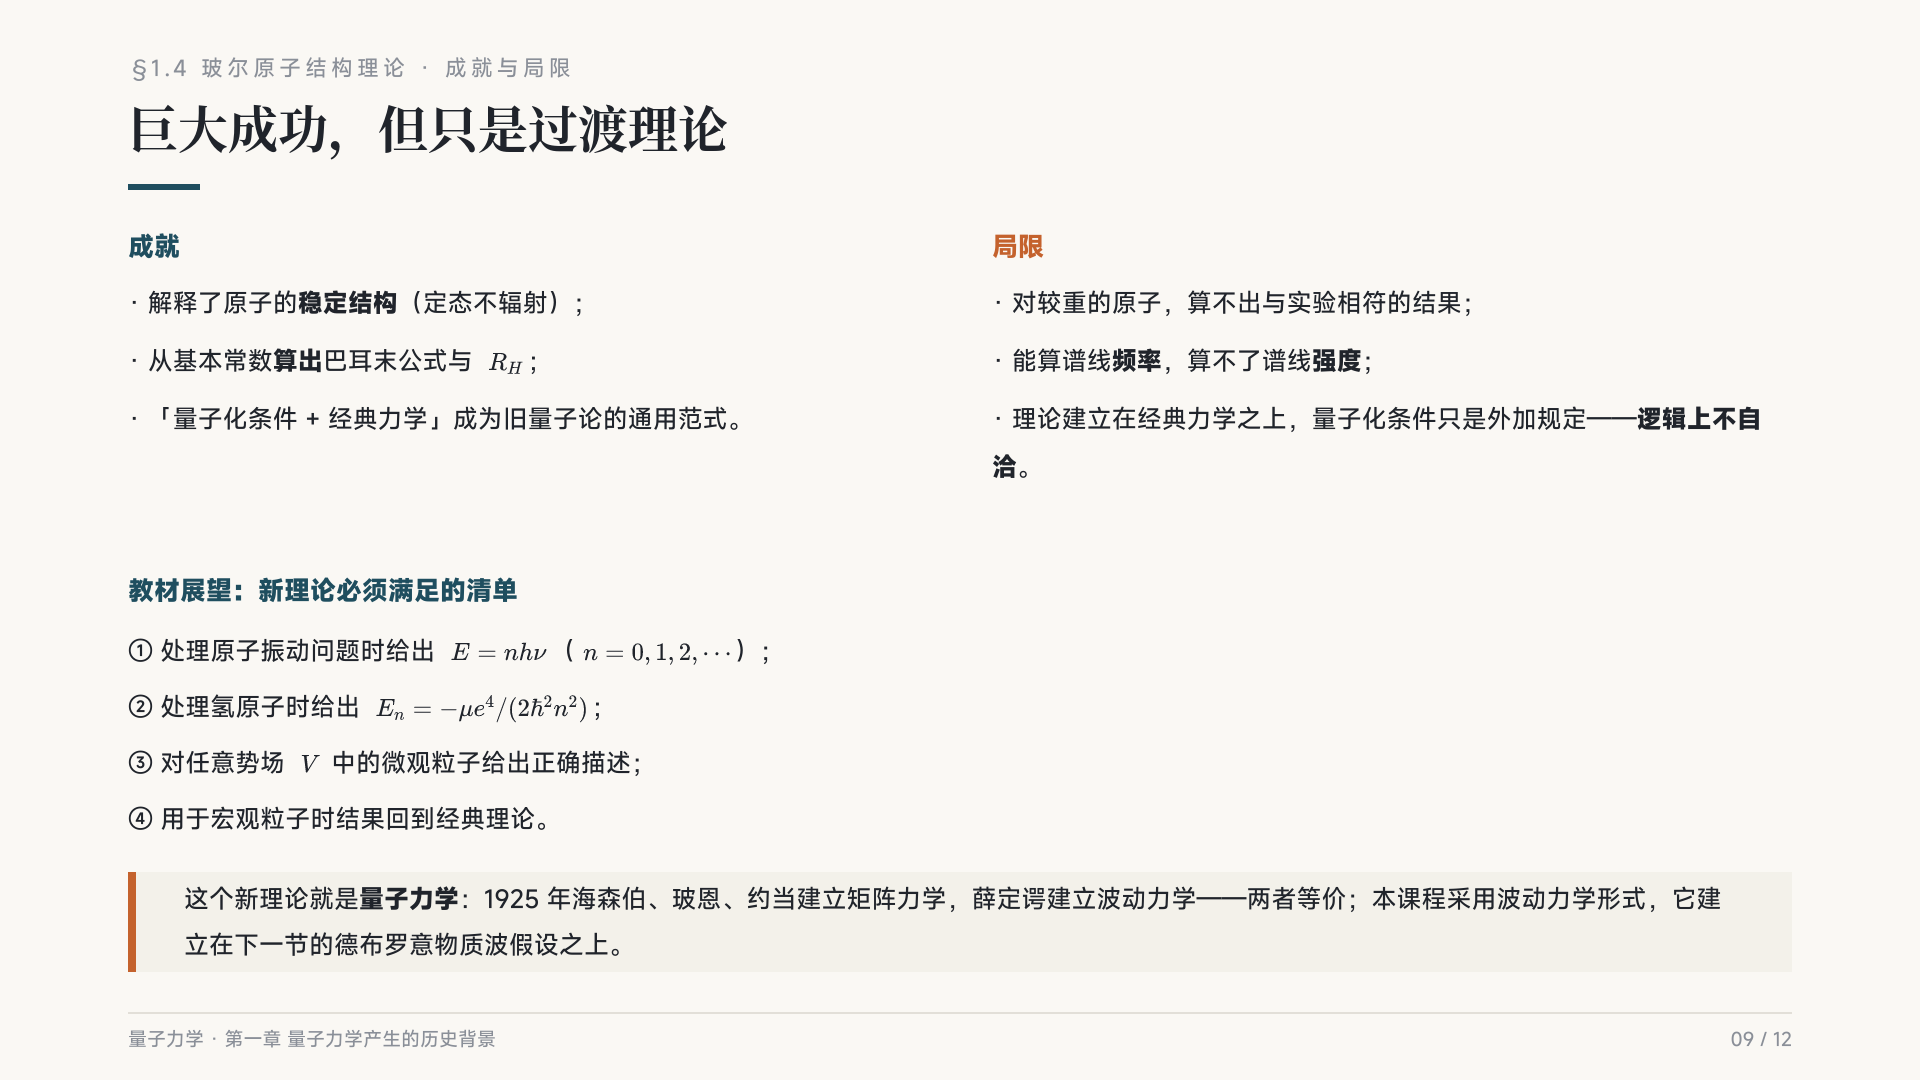 §1.4 玻尔原子结构理论 · 成就与局限
巨大成功，但只是过渡理论
成就
· 解释了原子的稳定结构（定态不辐射）；
· 从基本常数算出巴耳末公式与 R_H；
· 「量子化条件 + 经典力学」成为旧量子论的通用范式。
局限
· 对较重的原子，算不出与实验相符的结果；
· 能算谱线频率，算不了谱线强度；
· 理论建立在经典力学之上，量子化条件只是外加规定——逻辑上不自
洽。
教材展望：新理论必须满足的清单
① 处理原子振动问题时给出 E = nhν（n = 0, 1, 2, ⋯）；
② 处理氢原子时给出 E_n = −μe⁴/(2ħ²n²)；
③ 对任意势场 V 中的微观粒子给出正确描述；
④ 用于宏观粒子时结果回到经典理论。
这个新理论就是量子力学：1925 年海森伯、玻恩、约当建立矩阵力学，薛定谔建立波动力学——两者等价；本课程采用波动力学形式，它建
立在下一节的德布罗意物质波假设之上。
量子力学 · 第一章 量子力学产生的历史背景
09 / 12